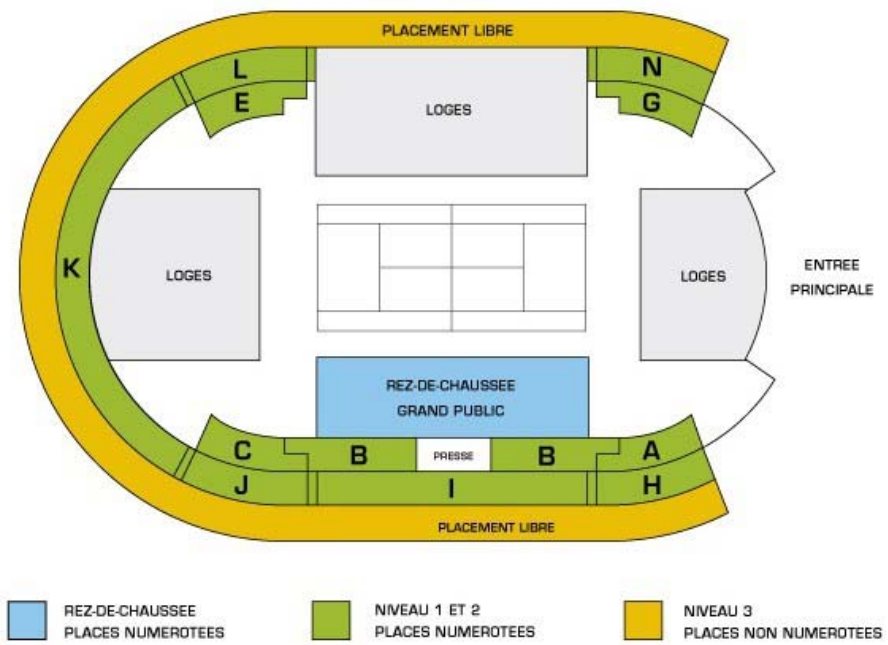 PLACEMENT LIBRE
L
N
E
G
LOGES
K
LOGES
LOGES
ENTREE
PRINCIPALE
REZ-DE-CHAUSSEE
GRAND PUBLIC
C
B
PRESSE
B
A
J
I
H
PLACEMENT LIBRE
REZ-DE-CHAUSSEE
PLACES NUMEROTEES
NIVEAU 1 ET 2
PLACES NUMEROTEES
NIVEAU 3
PLACES NON NUMEROTEES